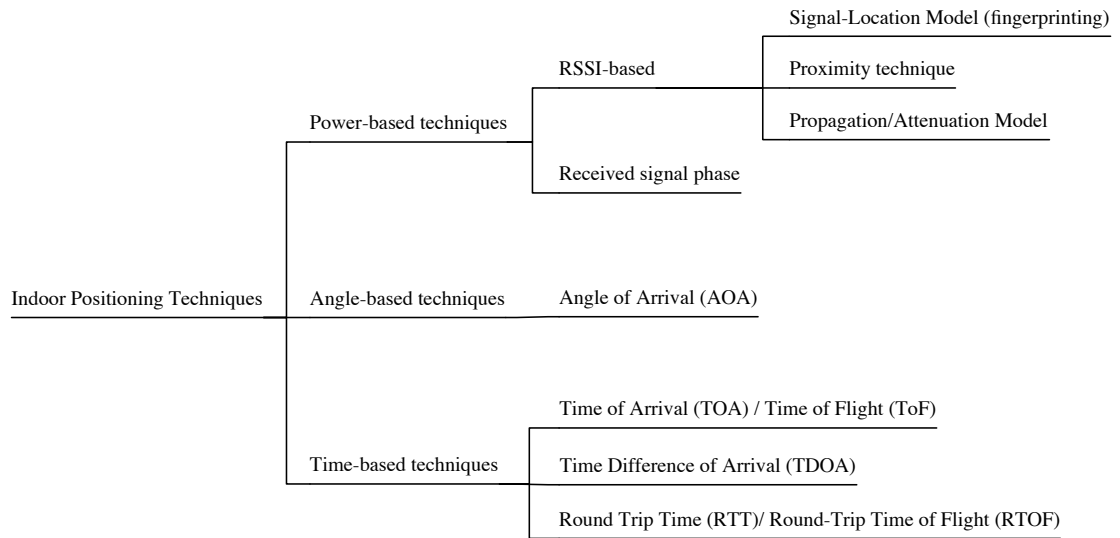 Signal-Location Model (fingerprinting)
RSSI-based
Proximity technique
Power-based techniques
Propagation/Attenuation Model
Received signal phase
Indoor Positioning Techniques
Angle-based techniques
Angle of Arrival (AOA)
Time of Arrival (TOA) / Time of Flight (ToF)
Time-based techniques
Time Difference of Arrival (TDOA)
Round Trip Time (RTT)/ Round-Trip Time of Flight (RTOF)